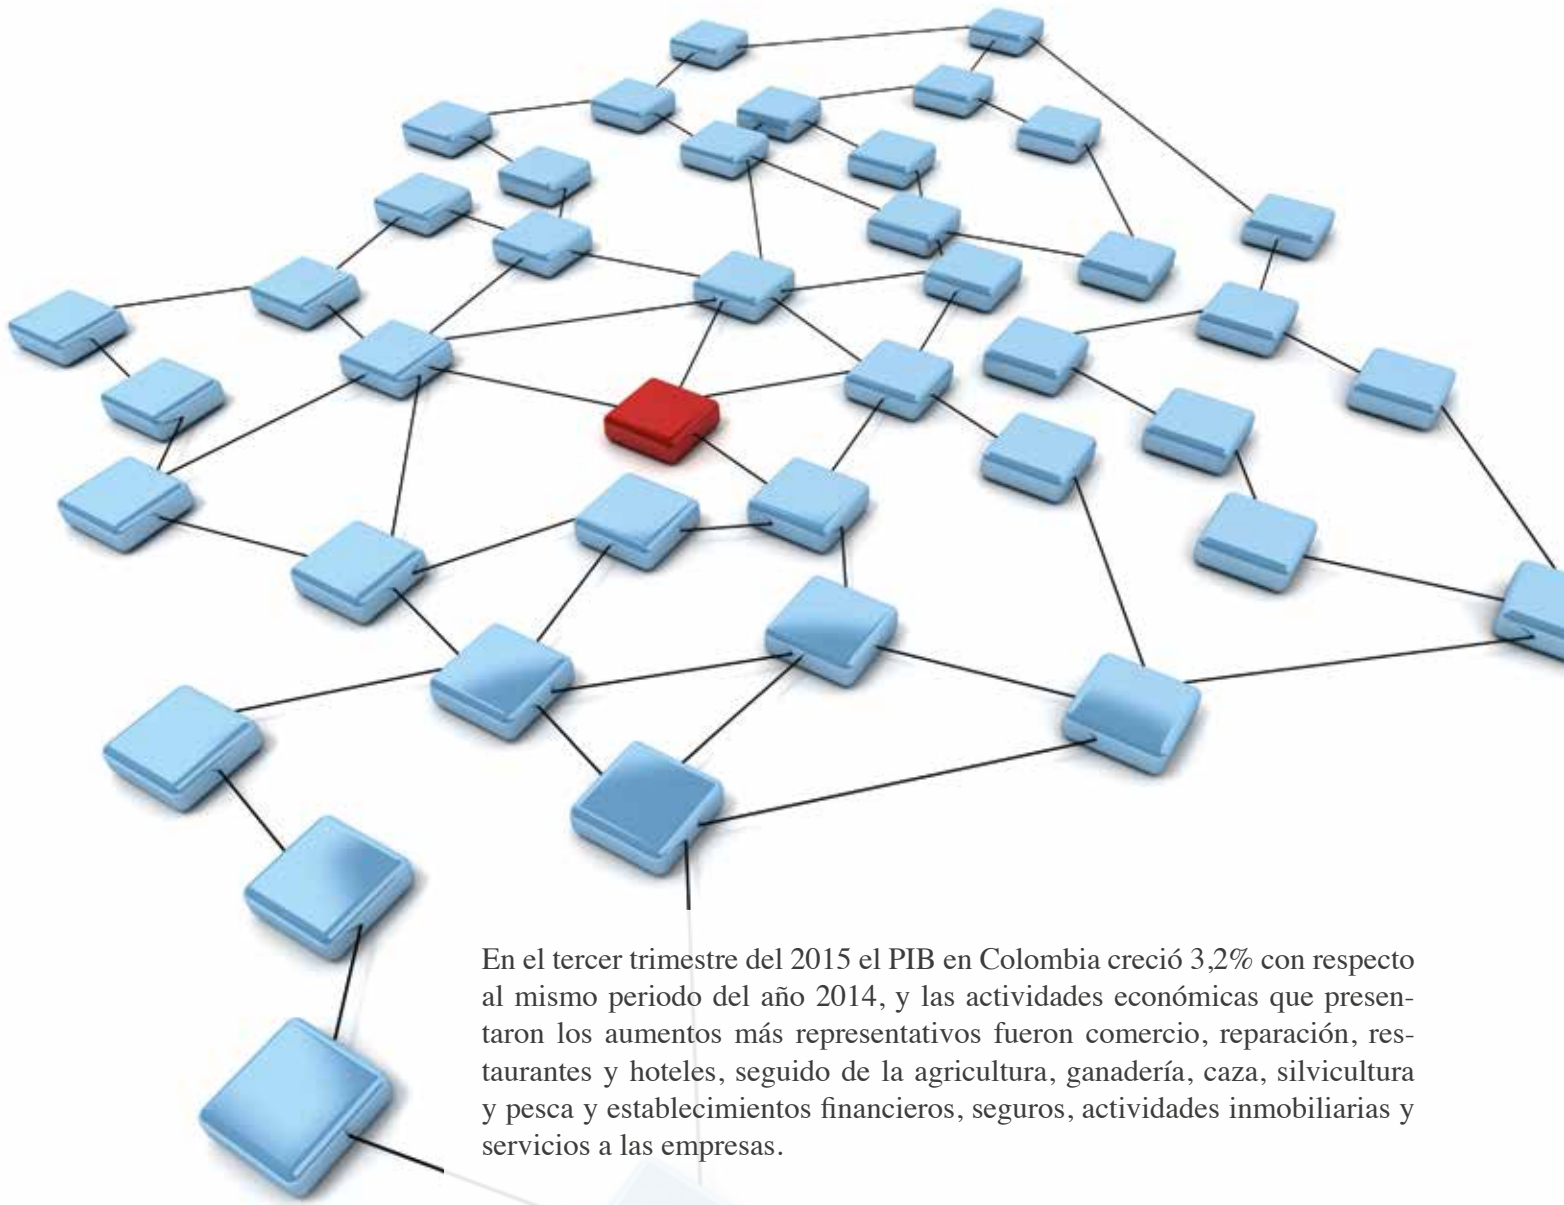 En el tercer trimestre del 2015 el PIB en Colombia creció 3,2% con respecto
al mismo periodo del año 2014, y las actividades económicas que presen-
taron los aumentos más representativos fueron comercio, reparación, res-
taurantes y hoteles, seguido de la agricultura, ganadería, caza, silvicultura
y pesca y establecimientos financieros, seguros, actividades inmobiliarias y
servicios a las empresas.